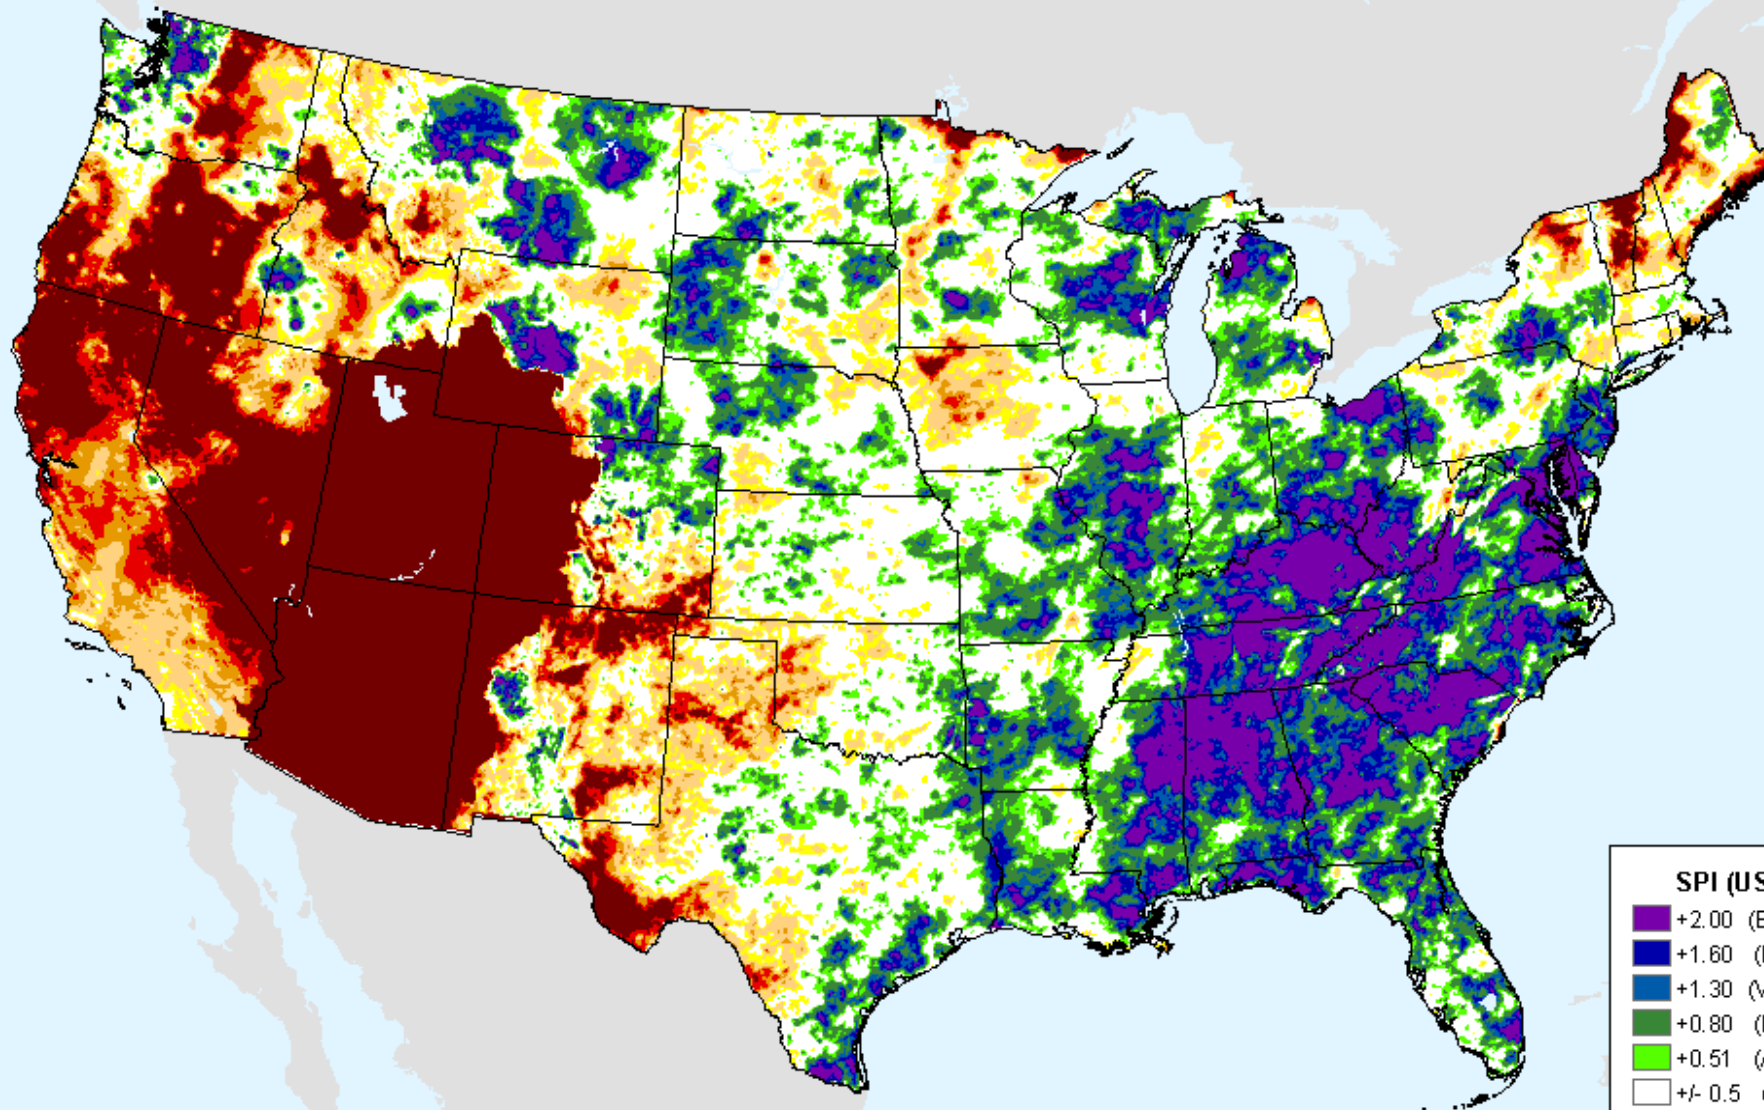 SPI (US
+2.00 (E
+1.60 (
+1.30 (V
+0.80 (
+0.51 (
+/- 0.5